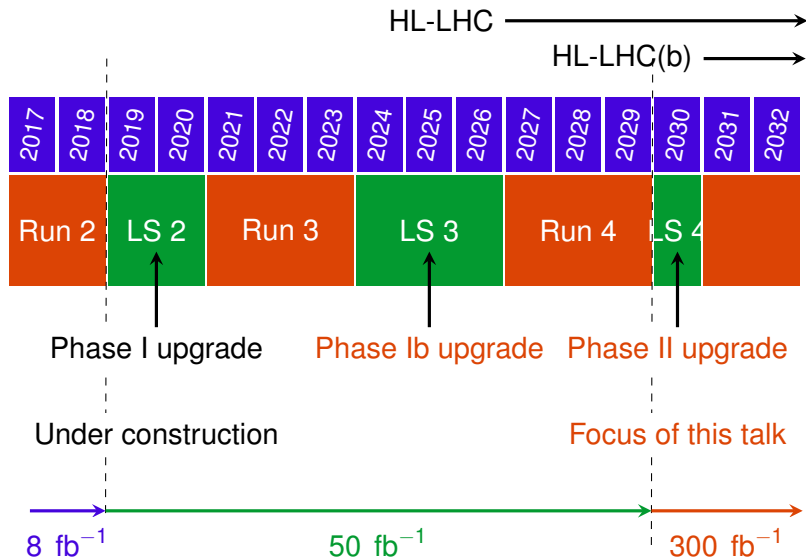 HL-LHC
HL-LHC(b)
2017 2018 2019 2020 2021 2022 2023 2024 2025 2026 2027 2028 2029 2030 2031 2032
Run 2 LS 2 Run 3 LS 3 Run 4 LS 4
Phase I upgrade Phase Ib upgrade Phase II upgrade
Under construction Focus of this talk
8 fb⁻¹ 50 fb⁻¹ 300 fb⁻¹